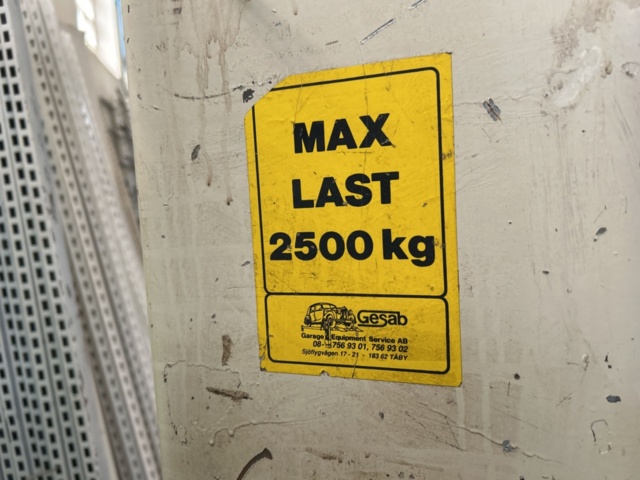 MAX
LAST
2500 kg
Gesab
Garage Equipment Service AB
08-756 93 01, 756 93 02
Sjöflygvägen 17 - 21 - 183 62 TÄBY